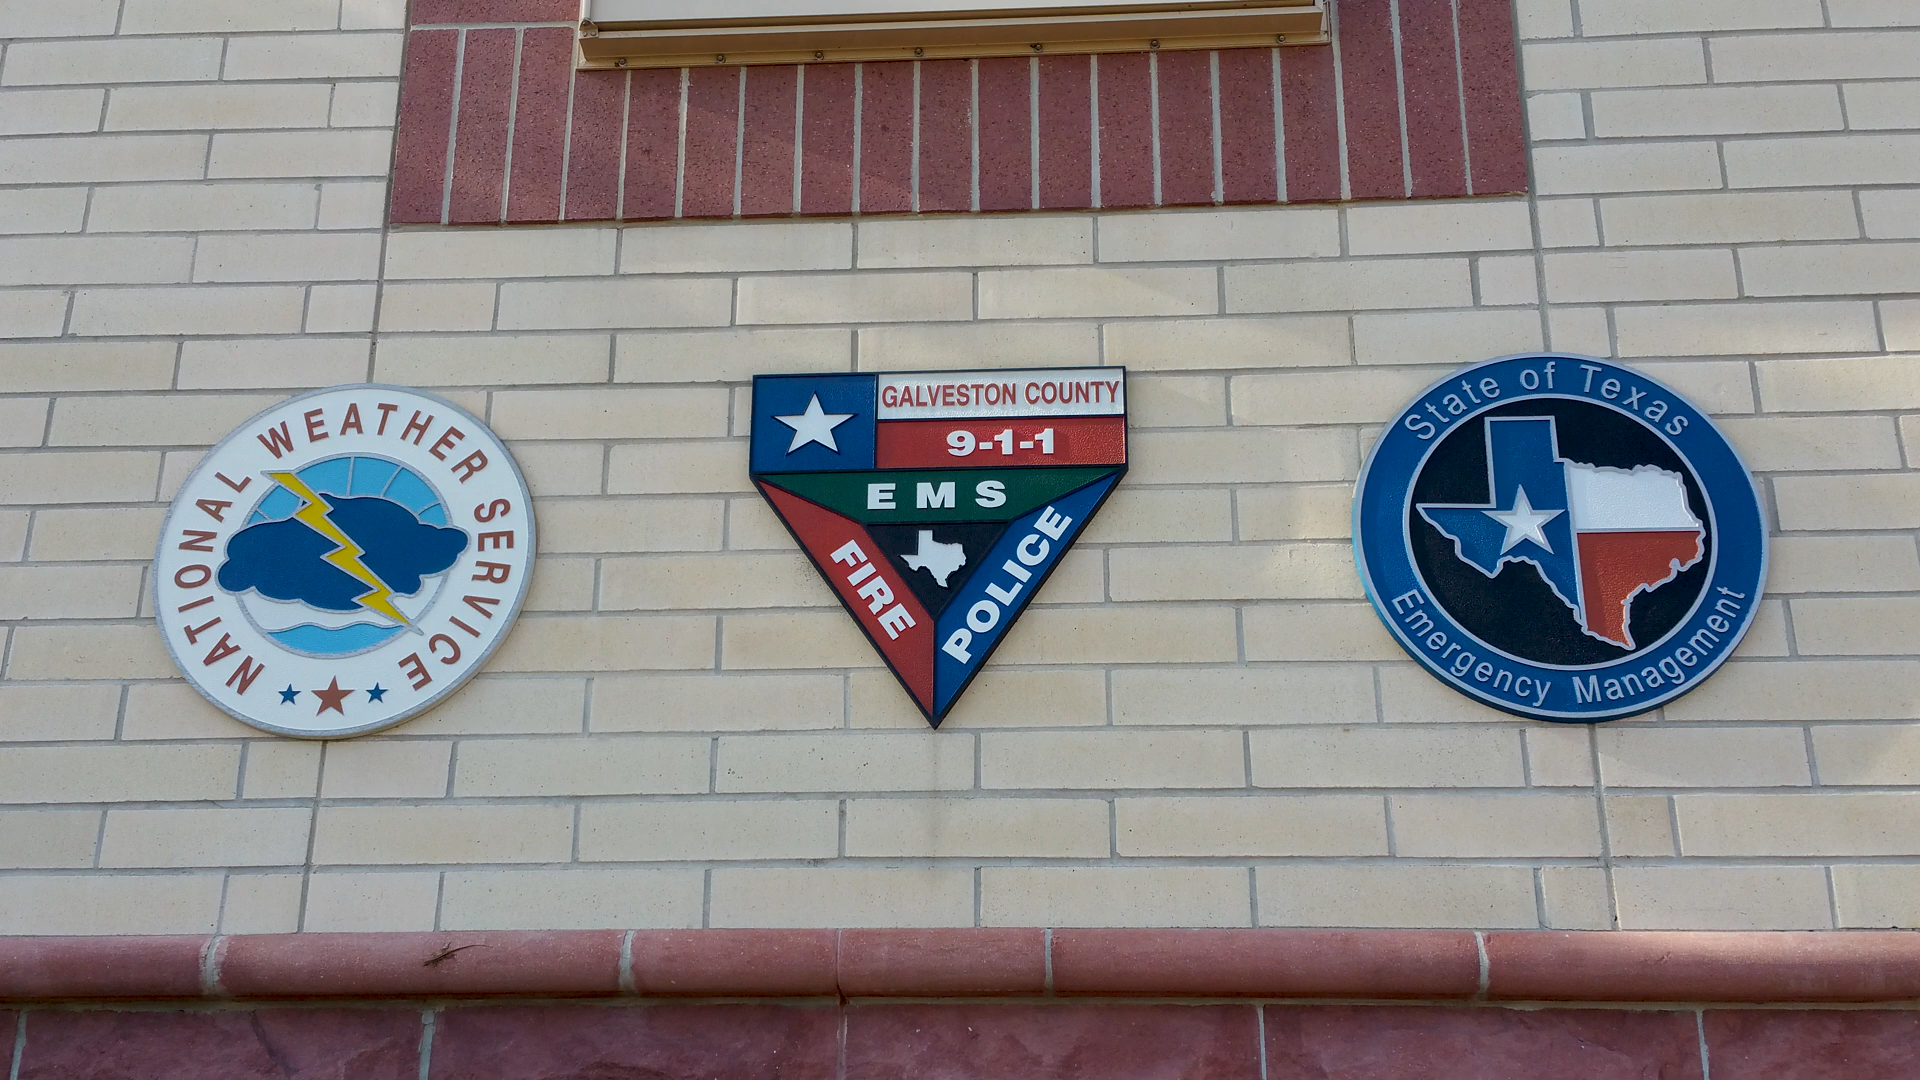 NATIONAL WEATHER SERVICE
GALVESTON COUNTY
9-1-1
EMS
FIRE
POLICE
State of Texas
Emergency Management